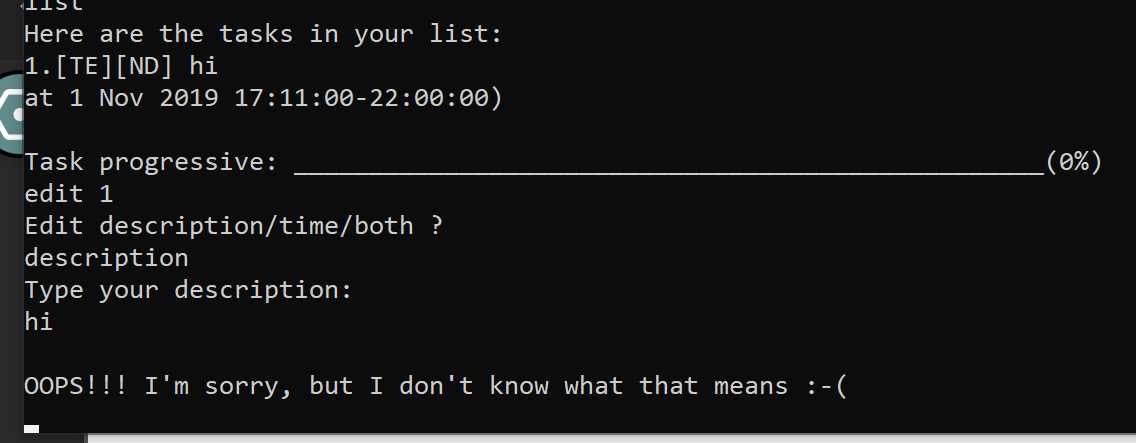 list
Here are the tasks in your list:
1.[TE][ND] hi
at 1 Nov 2019 17:11:00-22:00:00)
Task progressive: __________________________________________________(0%)
edit 1
Edit description/time/both ?
description
Type your description:
hi
OOPS!!! I'm sorry, but I don't know what that means :-(